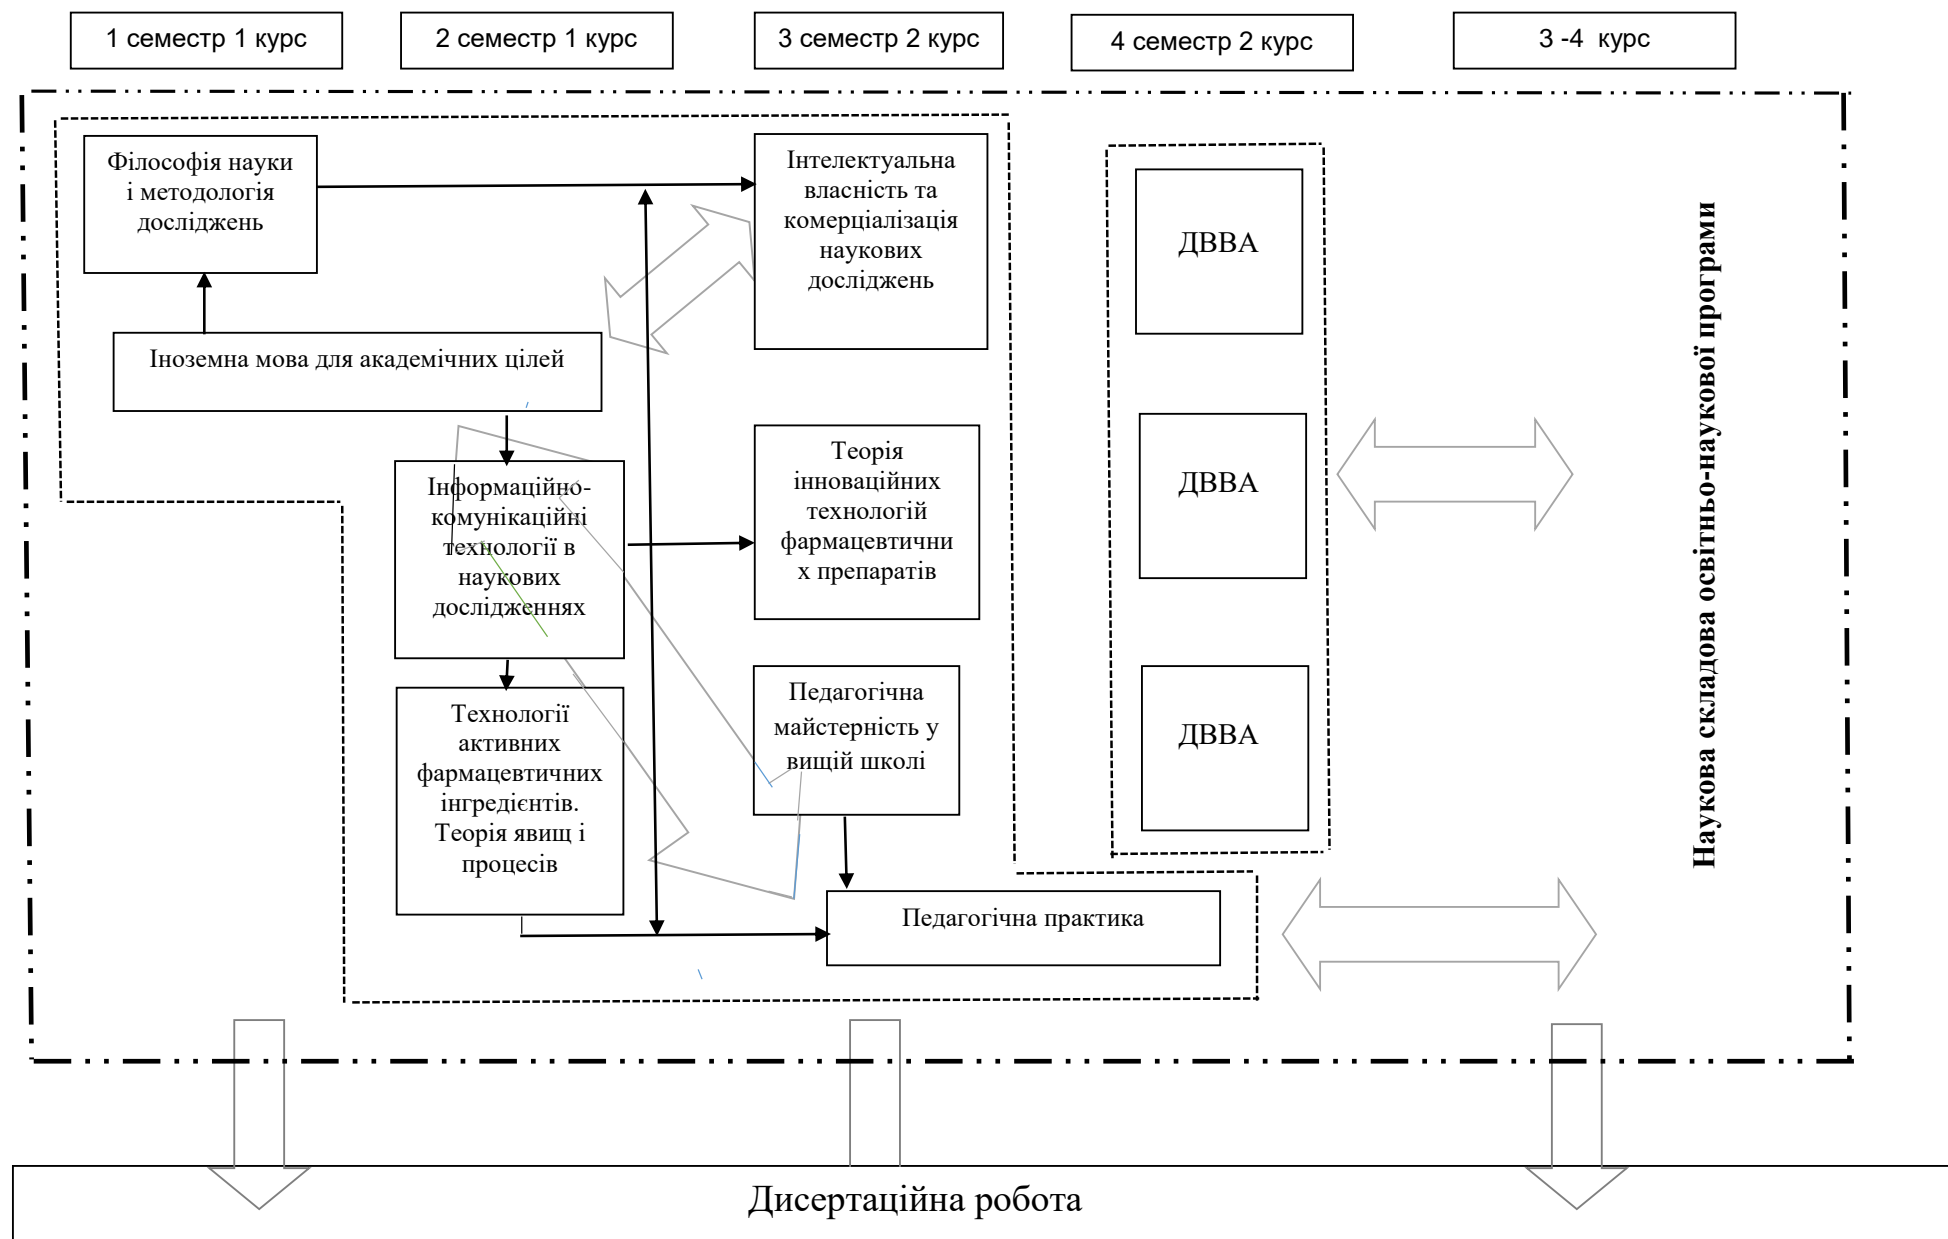 1 семестр 1 курс
2 семестр 1 курс
3 семестр 2 курс
4 семестр 2 курс
3 -4 курс
Філософія науки
і методологія
досліджень
Інтелектуальна
власність та
комерціалізація
наукових
досліджень
ДВВА
Іноземна мова для академічних цілей
Інформаційно-
комунікаційні
технології в
наукових
дослідженнях
Теорія
інноваційних
технологій
фармацевтични
х препаратів
ДВВА
Технології
активних
фармацевтичних
інгредієнтів.
Теорія явищ і
процесів
Педагогічна
майстерність у
вищій школі
ДВВА
Педагогічна практика
Наукова складова освітньо-наукової програми
Дисертаційна робота